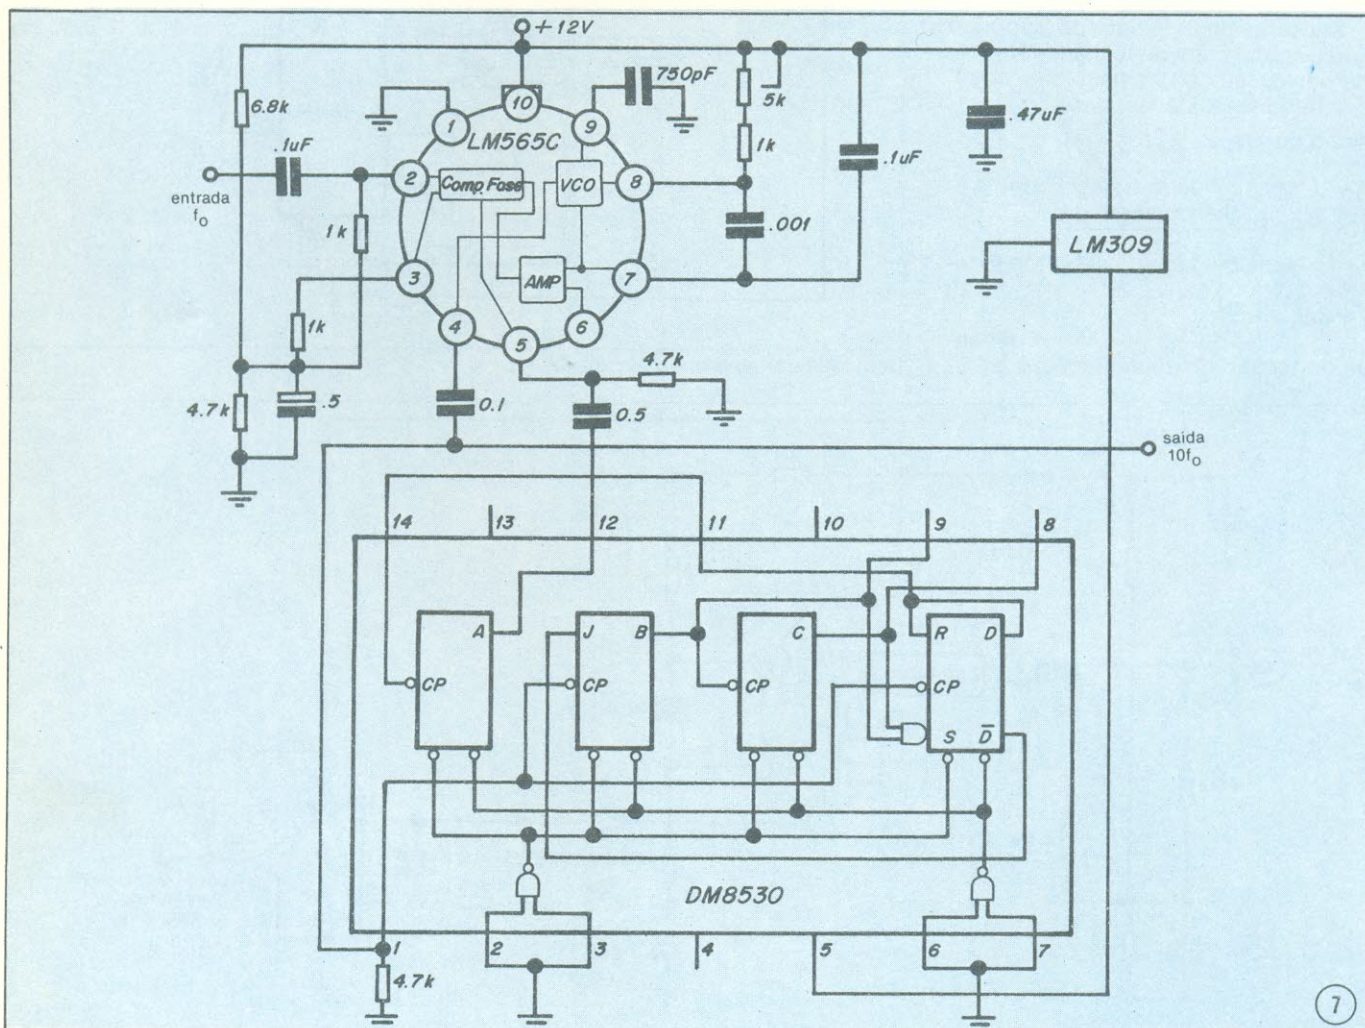 +12V
6.8k
.1uF
entrada
fo
1k
1k
4.7k
.5
1
2
3
4
5
6
7
8
9
10
LM565C
Comp. Fase
VCO
AMP
750pF
5k
1k
.001
.1uF
.47uF
LM309
0.1
0.5
4.7k
saída
10fo
14
13
12
11
10
9
8
A
CP
J
B
CP
C
CP
R
D
CP
S
D̅
DM8530
1
2
3
4
5
6
7
4.7k
7